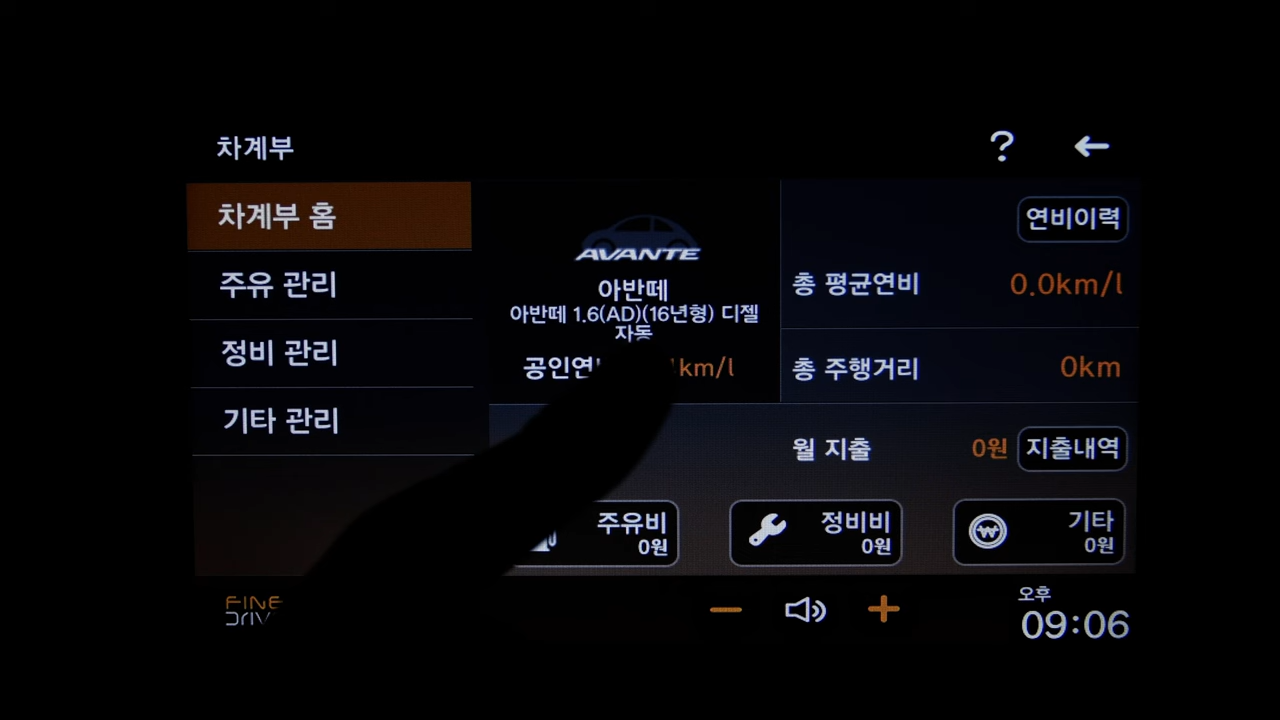 차계부
?
차계부 홈
주유 관리
정비 관리
기타 관리
AVANTE
아반떼
아반떼 1.6(AD)(16년형) 디젤
자동
km/l
연비이력
총 평균연비 0.0km/l
총 주행거리 0km
월 지출 0원 지출내역
주유비
0원
정비비
0원
기타
0원
FINE
오후
09:06